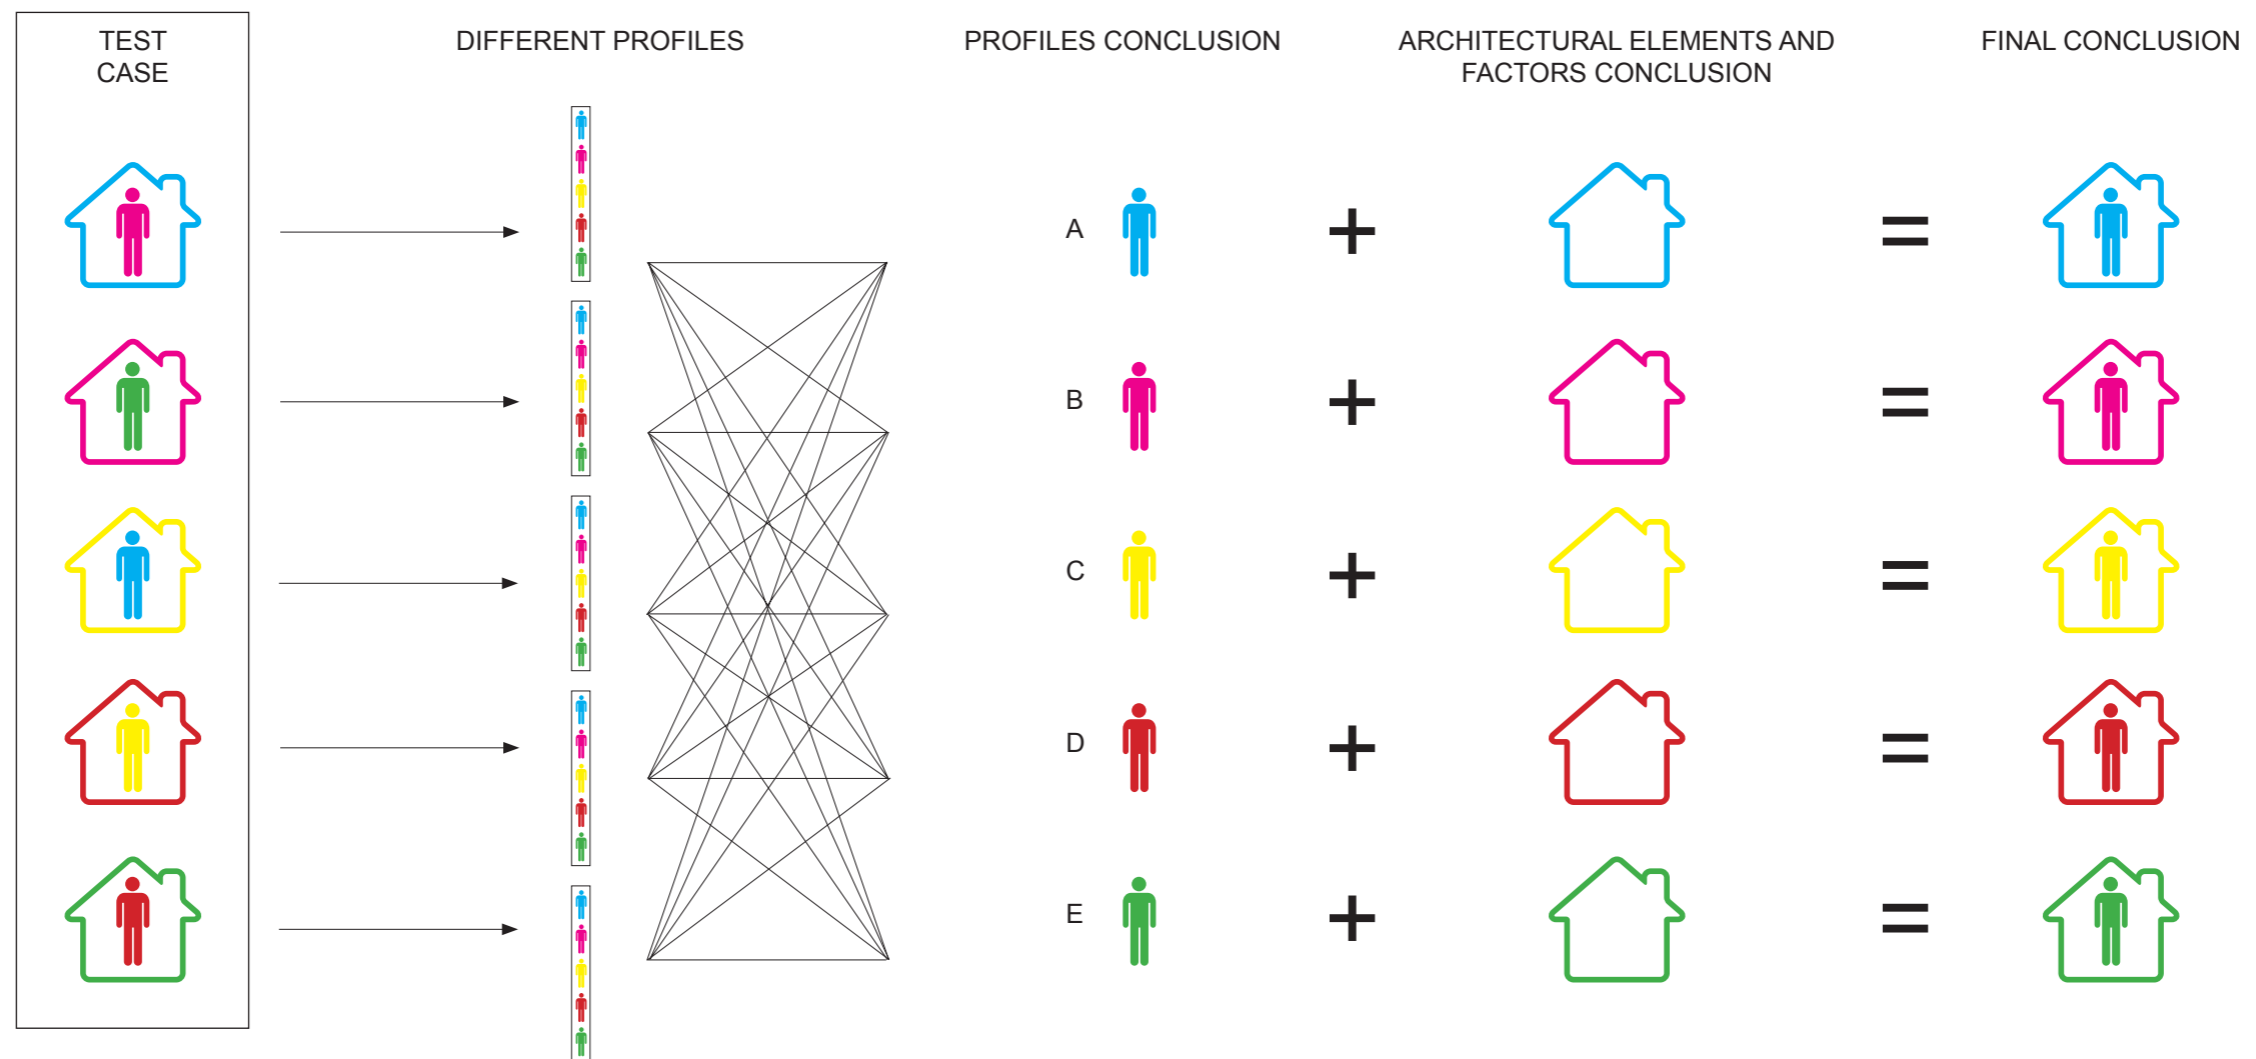 TEST
CASE
DIFFERENT PROFILES
PROFILES CONCLUSION
ARCHITECTURAL ELEMENTS AND
FACTORS CONCLUSION
FINAL CONCLUSION
A
+
=
B
+
=
C
+
=
D
+
=
E
+
=